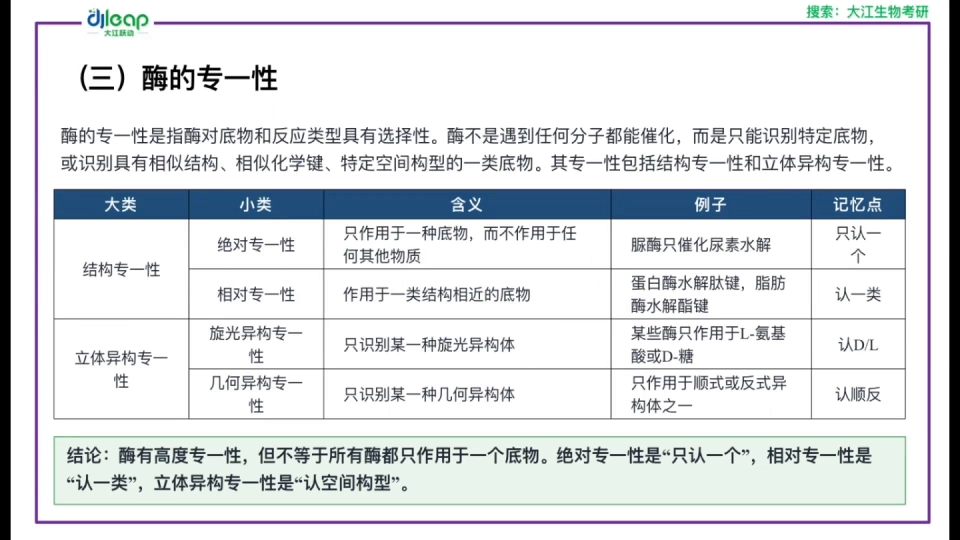 djleap
大江跃动
搜索：大江生物考研
（三）酶的专一性
酶的专一性是指酶对底物和反应类型具有选择性。酶不是遇到任何分子都能催化，而是只能识别特定底物，
或识别具有相似结构、相似化学键、特定空间构型的一类底物。其专一性包括结构专一性和立体异构专一性。
大类 小类 含义 例子 记忆点
结构专一性
绝对专一性
只作用于一种底物，而不作用于任
何其他物质
脲酶只催化尿素水解
只认一
个
相对专一性
作用于一类结构相近的底物
蛋白酶水解肽键，脂肪
酶水解酯键
认一类
立体异构专一
性
旋光异构专一
性
只识别某一种旋光异构体
某些酶只作用于L-氨基
酸或D-糖
认D/L
几何异构专一
性
只识别某一种几何异构体
只作用于顺式或反式异
构体之一
认顺反
结论：酶有高度专一性，但不等于所有酶都只作用于一个底物。绝对专一性是“只认一个”，相对专一性是
“认一类”，立体异构专一性是“认空间构型”。